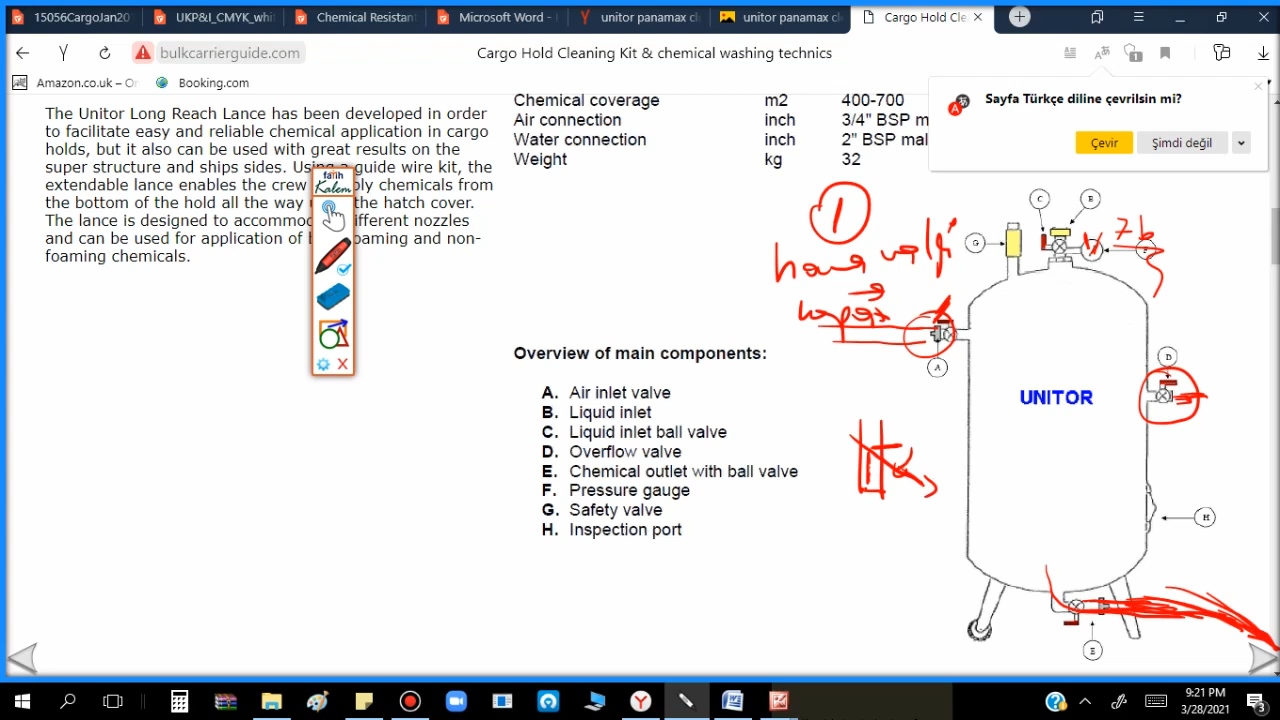 15056CargoJan20
UKP&I_CMYK_whi
Chemical Resistan
Microsoft Word -
unitor panamax cl
unitor panamax c
Cargo Hold Cle
bulkcarrierguide.com
Cargo Hold Cleaning Kit & chemical washing technics
1
Amazon.co.uk – On
Booking.com
Sayfa Türkçe diline çevrilsin mi?
Çevir
Şimdi değil
The Unitor Long Reach Lance has been developed in order
to facilitate easy and reliable chemical application in cargo
holds, but it also can be used with great results on the
super structure and ships sides. Using a guide wire kit, the
extendable lance enables the crew
ly chemicals from
the bottom of the hold all the way
the hatch cover.
The lance is designed to accommod
ifferent nozzles
and can be used for application of b
foaming and non-
foaming chemicals.
fatih
Kalem
Chemical coverage m2 400-700
Air connection inch 3/4" BSP m
Water connection inch 2" BSP mal
Weight kg 32
1
hava valfi
kapat
7b
C
E
G
A
D
UNITOR
H
E
Overview of main components:
A. Air inlet valve
B. Liquid inlet
C. Liquid inlet ball valve
D. Overflow valve
E. Chemical outlet with ball valve
F. Pressure gauge
G. Safety valve
H. Inspection port
9:21 PM
3/28/2021
3